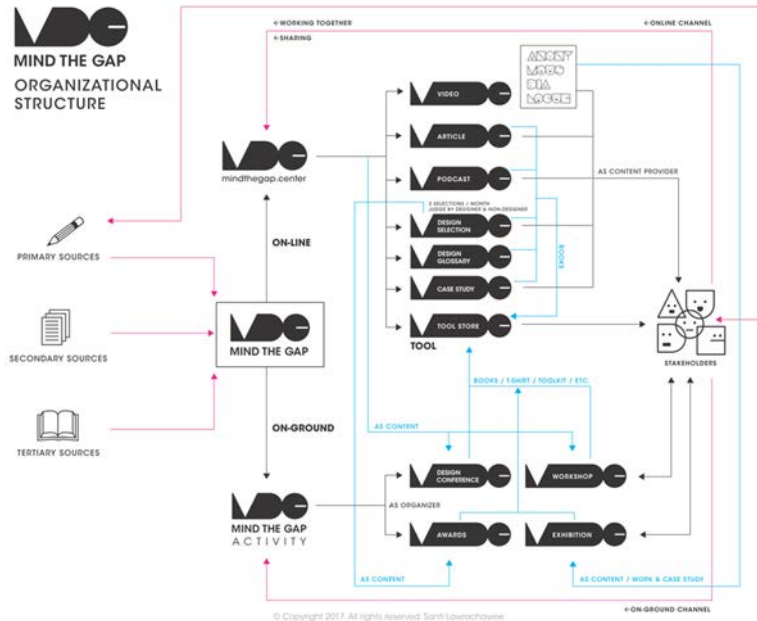 MIND THE GAP
ORGANIZATIONAL
STRUCTURE
←WORKING TOGETHER
←SHARING
←ONLINE CHANNEL
mindthegap.center
VIDEO
ARTICLE
PODCAST
2 SELECTIONS / MONTH
JUDGE BY DESIGNER & NON-DESIGNER
DESIGN
SELECTION
DESIGN
GLOSSARY
CASE STUDY
TOOL STORE
TOOL
AS CONTENT PROVIDER
BOOKS
STAKEHOLDERS
PRIMARY SOURCES
SECONDARY SOURCES
TERTIARY SOURCES
ON-LINE
MIND THE GAP
ON-GROUND
BOOKS / T-SHIRT / TOOLKIT / ETC.
AS CONTENT
DESIGN
CONFERENCE
WORKSHOP
AS ORGANIZER
AWARDS
EXHIBITION
MIND THE GAP
ACTIVITY
AS CONTENT
AS CONTENT / WORK & CASE STUDY
←ON-GROUND CHANNEL
© Copyright 2017. All rights reserved. Santi Lawrachawee